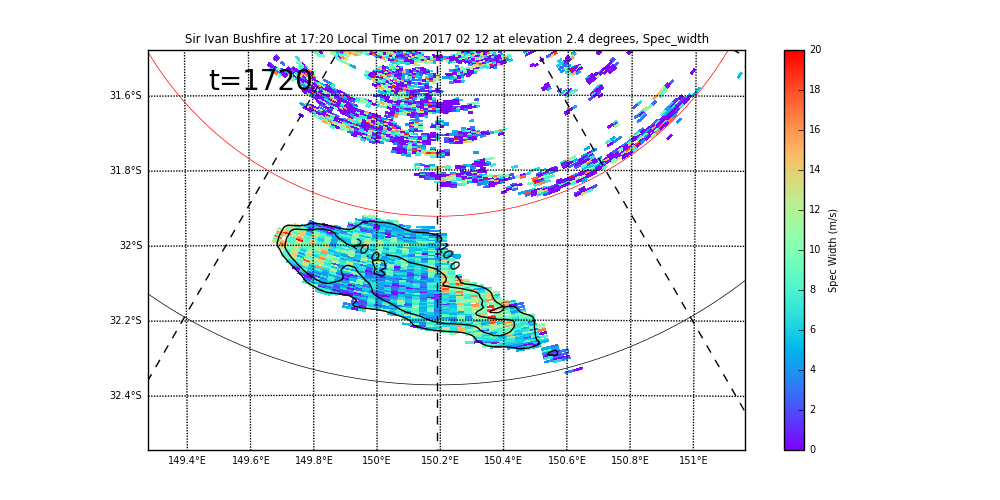 Sir Ivan Bushfire at 17:20 Local Time on 2017 02 12 at elevation 2.4 degrees, Spec_width
t=1720
31.6°S
31.8°S
32°S
32.2°S
32.4°S
149.4°E 149.6°E 149.8°E 150°E 150.2°E 150.4°E 150.6°E 150.8°E 151°E
20
18
16
14
12
10
8
6
4
2
0
Spec Width (m/s)